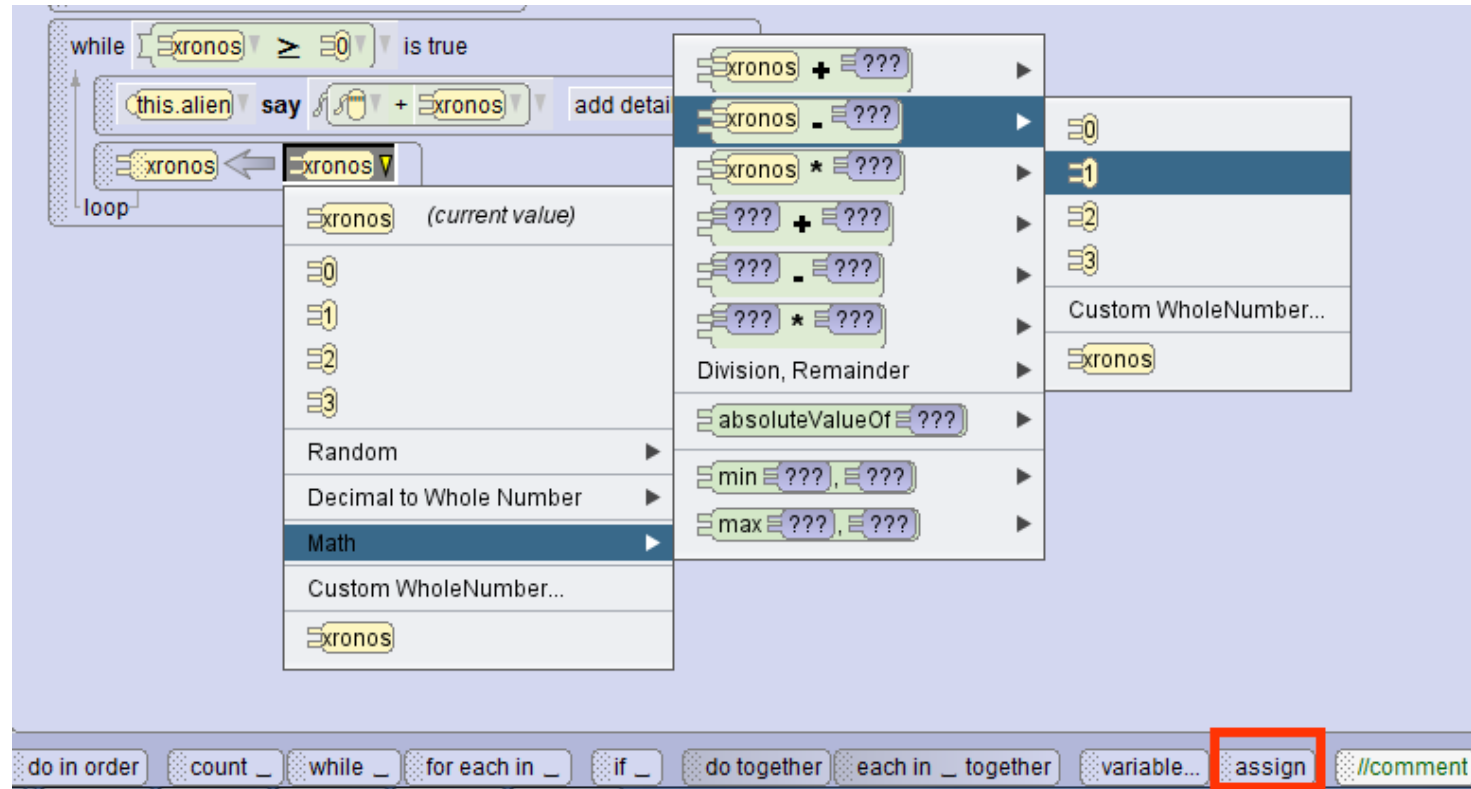 while xronos ≥ 0 is true
this.alien say + xronos add detai
xronos xronos
loop
xronos (current value)
0
1
2
3
Random
Decimal to Whole Number
Math
Custom WholeNumber...
xronos
xronos + ???
xronos - ???
xronos * ???
??? + ???
??? - ???
??? * ???
Division, Remainder
absoluteValueOf ???
min ???, ???
max ???, ???
0
1
2
3
Custom WholeNumber...
xronos
do in order count _ while _ for each in _ if _ do together each in _ together variable... assign //comment